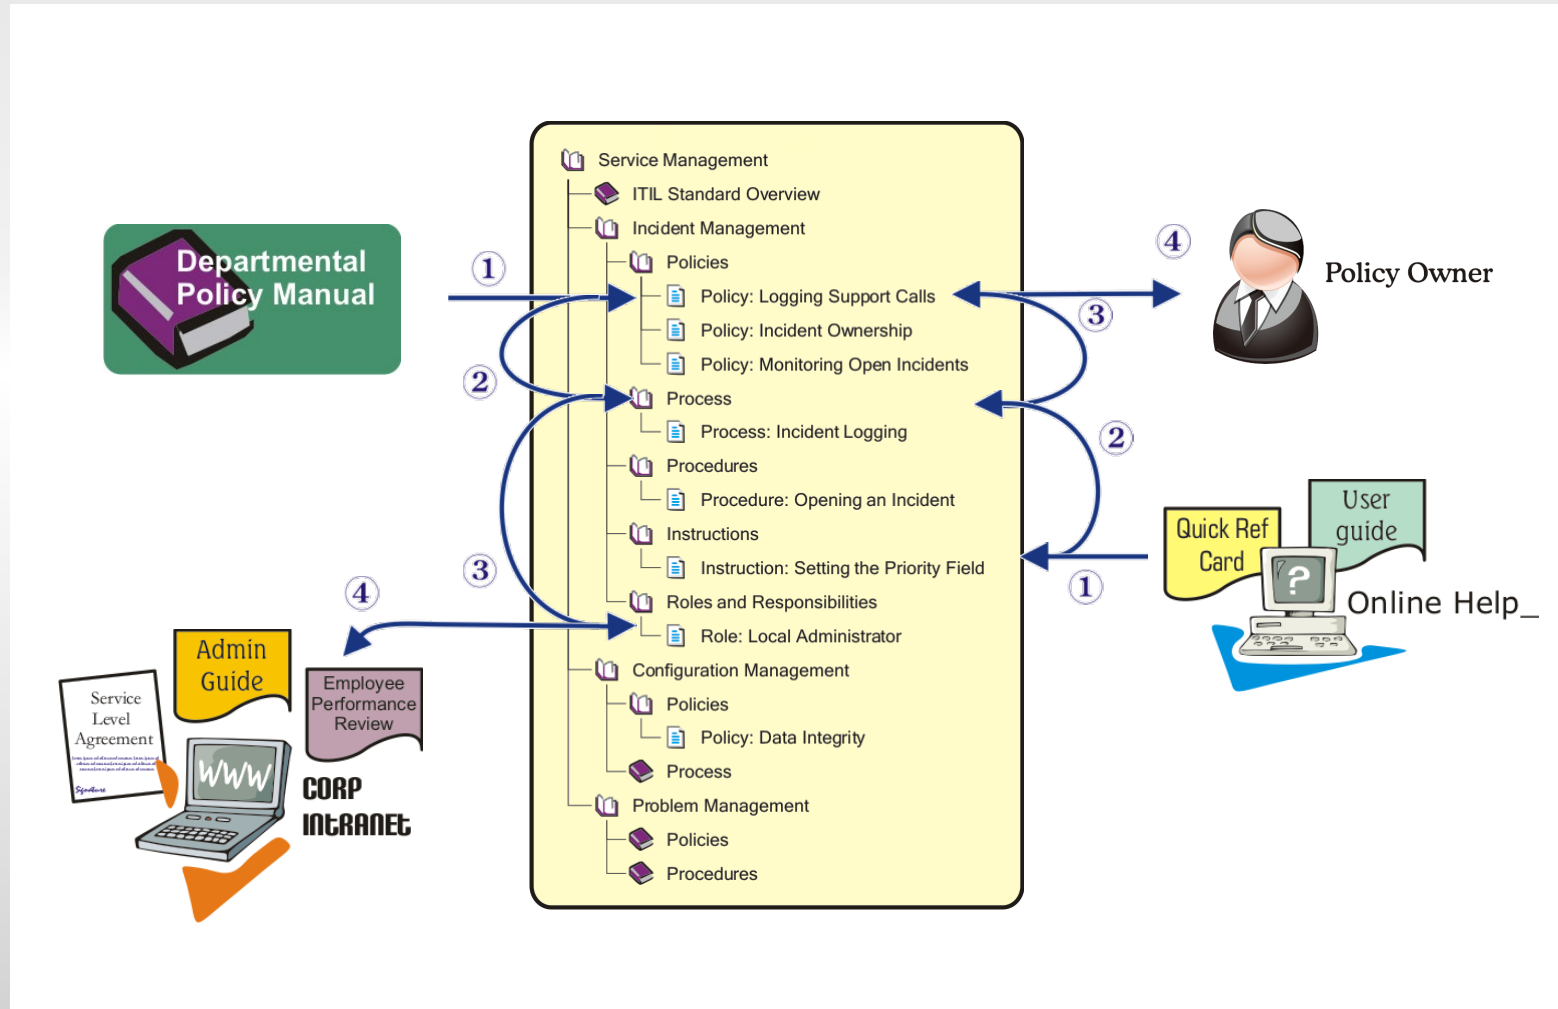 Departmental
Policy Manual
1
2
3
4
Service
Level
Agreement
Signature
Admin
Guide
Employee
Performance
Review
WWW
CORP
INTRANET
Service Management
ITIL Standard Overview
Incident Management
Policies
Policy: Logging Support Calls
Policy: Incident Ownership
Policy: Monitoring Open Incidents
Process
Process: Incident Logging
Procedures
Procedure: Opening an Incident
Instructions
Instruction: Setting the Priority Field
Roles and Responsibilities
Role: Local Administrator
Configuration Management
Policies
Policy: Data Integrity
Process
Problem Management
Policies
Procedures
4
3
2
1
Policy Owner
Quick Ref
Card
User
guide
?
Online Help_